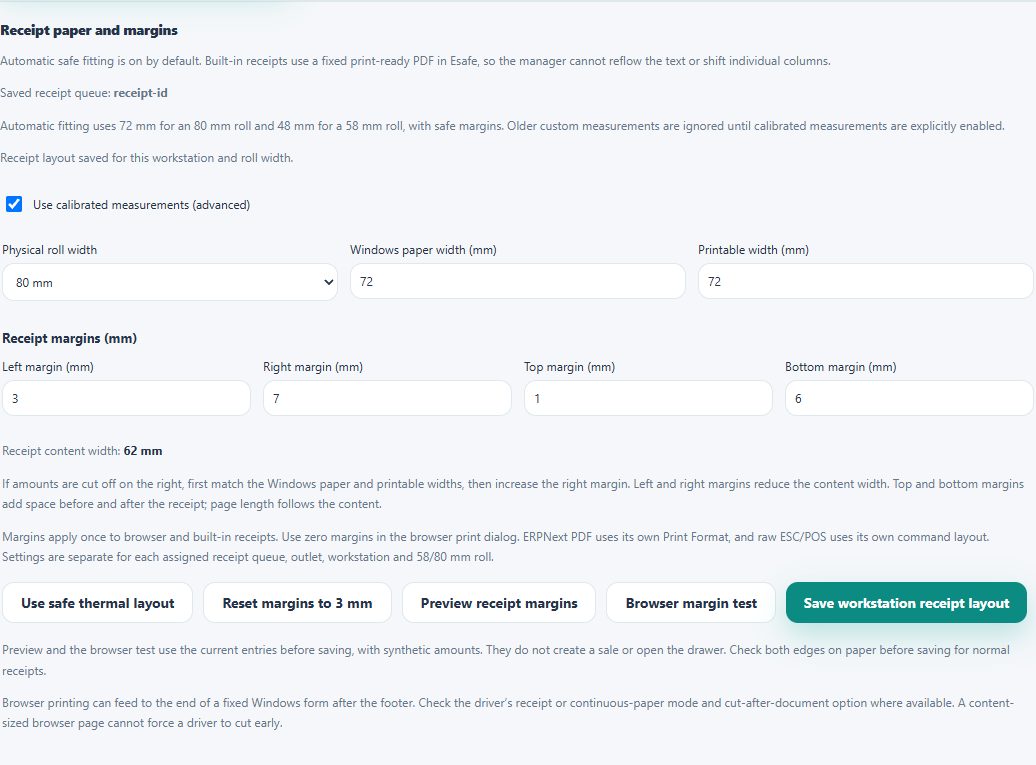 Receipt paper and margins
Automatic safe fitting is on by default. Built-in receipts use a fixed print-ready PDF in Esafe, so the manager cannot reflow the text or shift individual columns.
Saved receipt queue: receipt-id
Automatic fitting uses 72 mm for an 80 mm roll and 48 mm for a 58 mm roll, with safe margins. Older custom measurements are ignored until calibrated measurements are explicitly enabled.
Receipt layout saved for this workstation and roll width.
Use calibrated measurements (advanced)
Physical roll width Windows paper width (mm) Printable width (mm)
80 mm 72 72
Receipt margins (mm)
Left margin (mm) Right margin (mm) Top margin (mm) Bottom margin (mm)
3 7 1 6
Receipt content width: 62 mm
If amounts are cut off on the right, first match the Windows paper and printable widths, then increase the right margin. Left and right margins reduce the content width. Top and bottom margins
add space before and after the receipt; page length follows the content.
Margins apply once to browser and built-in receipts. Use zero margins in the browser print dialog. ERPNext PDF uses its own Print Format, and raw ESC/POS uses its own command layout.
Settings are separate for each assigned receipt queue, outlet, workstation and 58/80 mm roll.
Use safe thermal layout Reset margins to 3 mm Preview receipt margins Browser margin test Save workstation receipt layout
Preview and the browser test use the current entries before saving, with synthetic amounts. They do not create a sale or open the drawer. Check both edges on paper before saving for normal
receipts.
Browser printing can feed to the end of a fixed Windows form after the footer. Check the driver's receipt or continuous-paper mode and cut-after-document option where available. A content-
sized browser page cannot force a driver to cut early.